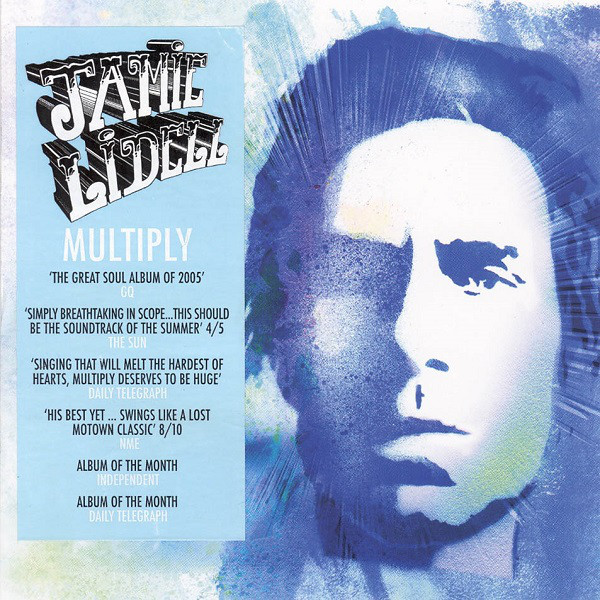 JAMIE
LIDELL
MULTIPLY
'THE GREAT SOUL ALBUM OF 2005'
GQ
'SIMPLY BREATHTAKING IN SCOPE...THIS SHOULD
BE THE SOUNDTRACK OF THE SUMMER' 4/5
THE SUN
'SINGING THAT WILL MELT THE HARDEST OF
HEARTS, MULTIPLY DESERVES TO BE HUGE'
DAILY TELEGRAPH
'HIS BEST YET ... SWINGS LIKE A LOST
MOTOWN CLASSIC' 8/10
NME
ALBUM OF THE MONTH
INDEPENDENT
ALBUM OF THE MONTH
DAILY TELEGRAPH